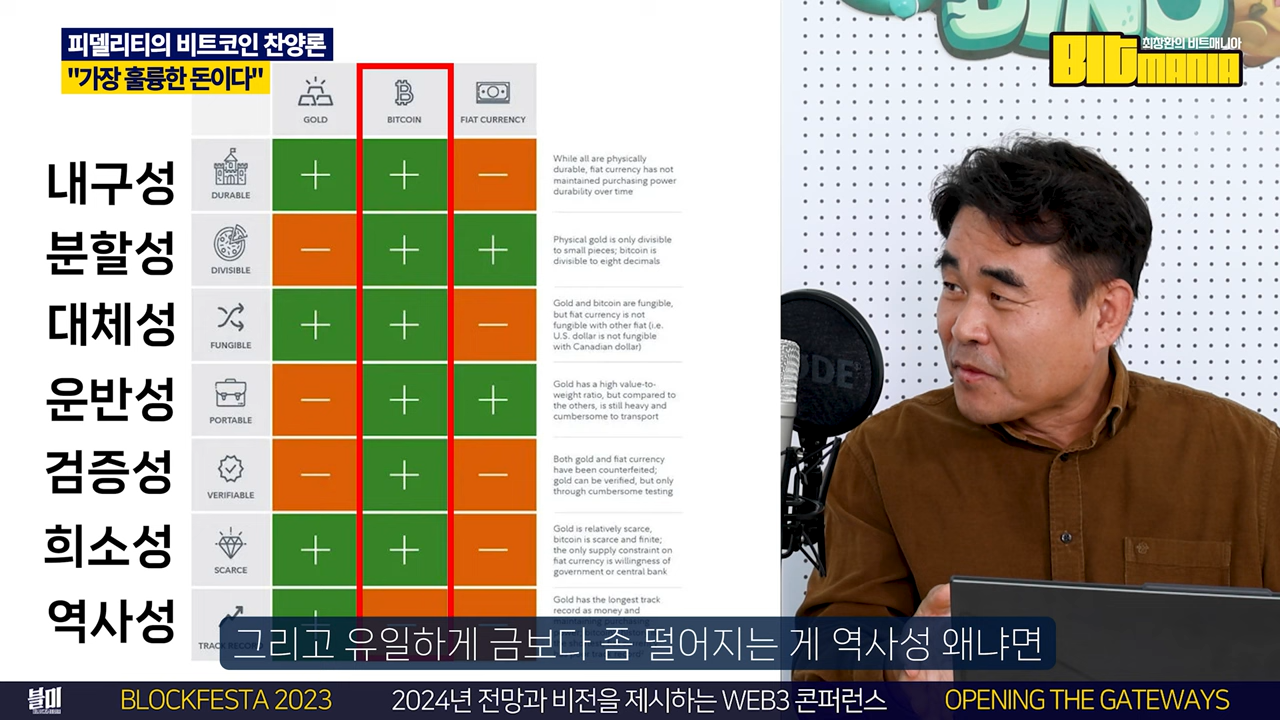 피델리티의 비트코인 찬양론
"가장 훌륭한 돈이다"
DINO
최창환의 비트매니아
BIT
MANIA
GOLD
BITCOIN
FIAT CURRENCY
내구성
DURABLE
While all are physically
durable, fiat currency has not
maintained purchasing power
durability over time
분할성
DIVISIBLE
Physical gold is only divisible
to small pieces; bitcoin is
divisible to eight decimals
대체성
FUNGIBLE
Gold and bitcoin are fungible,
but fiat currency is not
fungible with other fiat (i.e.
U.S. dollar is not fungible
with Canadian dollar)
운반성
PORTABLE
Gold has a high value-to-
weight ratio, but compared to
the others, is still heavy and
cumbersome to transport
검증성
VERIFIABLE
Both gold and fiat currency
have been counterfeited;
gold can be verified, but only
through cumbersome testing
희소성
SCARCE
Gold is relatively scarce,
bitcoin is scarce and finite;
the only supply constraint on
fiat currency is willingness of
government or central bank
역사성
TRACK RECORD
Gold has the longest track
record as money and
maintaining purchasing
RODE
그리고 유일하게 금보다 좀 떨어지는 게 역사성 왜냐면
블미
BLOCKFESTA 2023
2024년 전망과 비전을 제시하는 WEB3 콘퍼런스
OPENING THE GATEWAYS